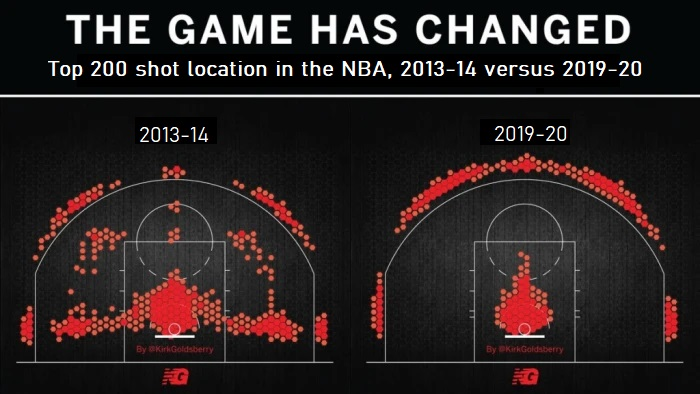 THE GAME HAS CHANGED
Top 200 shot location in the NBA, 2013-14 versus 2019-20
2013-14
2019-20
By @KirkGoldsberry
By @KirkGoldsberry